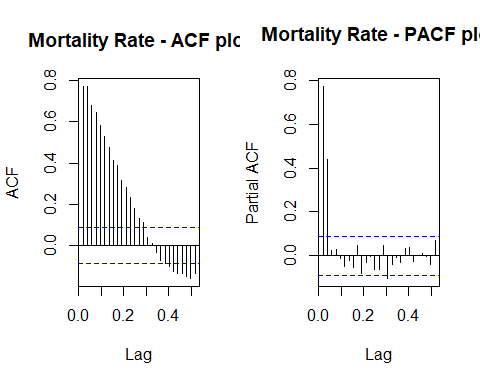 Mortality Rate - ACF plo
ACF
0.0 0.2 0.4 0.6 0.8
0.0 0.2 0.4
Lag
Mortality Rate - PACF plo
Partial ACF
0.0 0.2 0.4 0.6 0.8
0.0 0.2 0.4
Lag